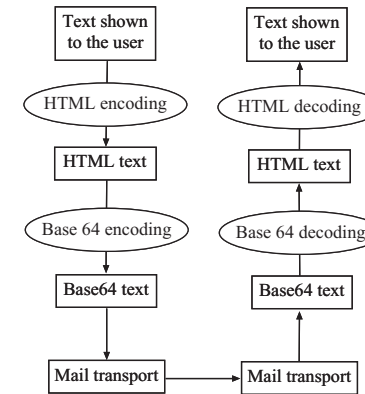 Text shown
to the user
HTML encoding
HTML text
Base 64 encoding
Base64 text
Mail transport
Text shown
to the user
HTML decoding
HTML text
Base 64 decoding
Base64 text
Mail transport